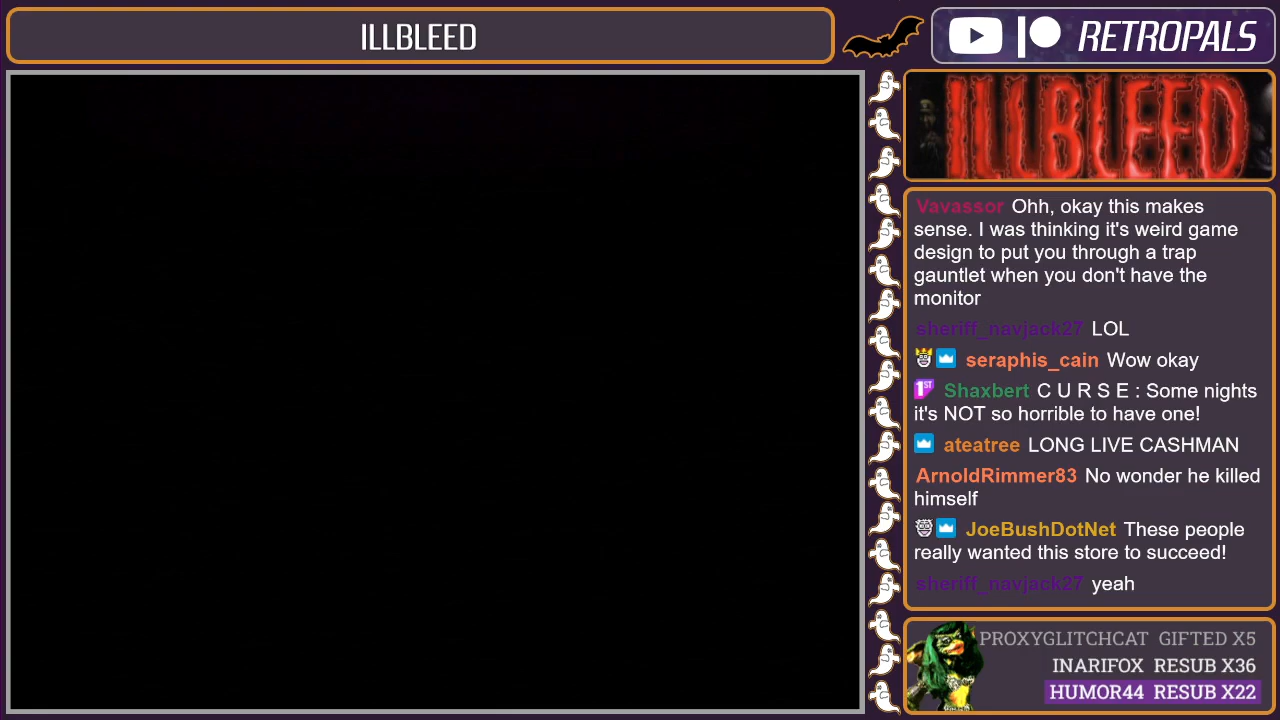 ILLBLEED
RETROPALS
ILLBLEED
Vavassor Ohh, okay this makes
sense. I was thinking it's weird game
design to put you through a trap
gauntlet when you don't have the
monitor
sheriff_navjack27 LOL
seraphis_cain Wow okay
1ST Shaxbert C U R S E : Some nights
it's NOT so horrible to have one!
ateatree LONG LIVE CASHMAN
ArnoldRimmer83 No wonder he killed
himself
JoeBushDotNet These people
really wanted this store to succeed!
sheriff_navjack27 yeah
PROXYGLITCHCAT GIFTED X5
INARIFOX RESUB X36
HUMOR44 RESUB X22